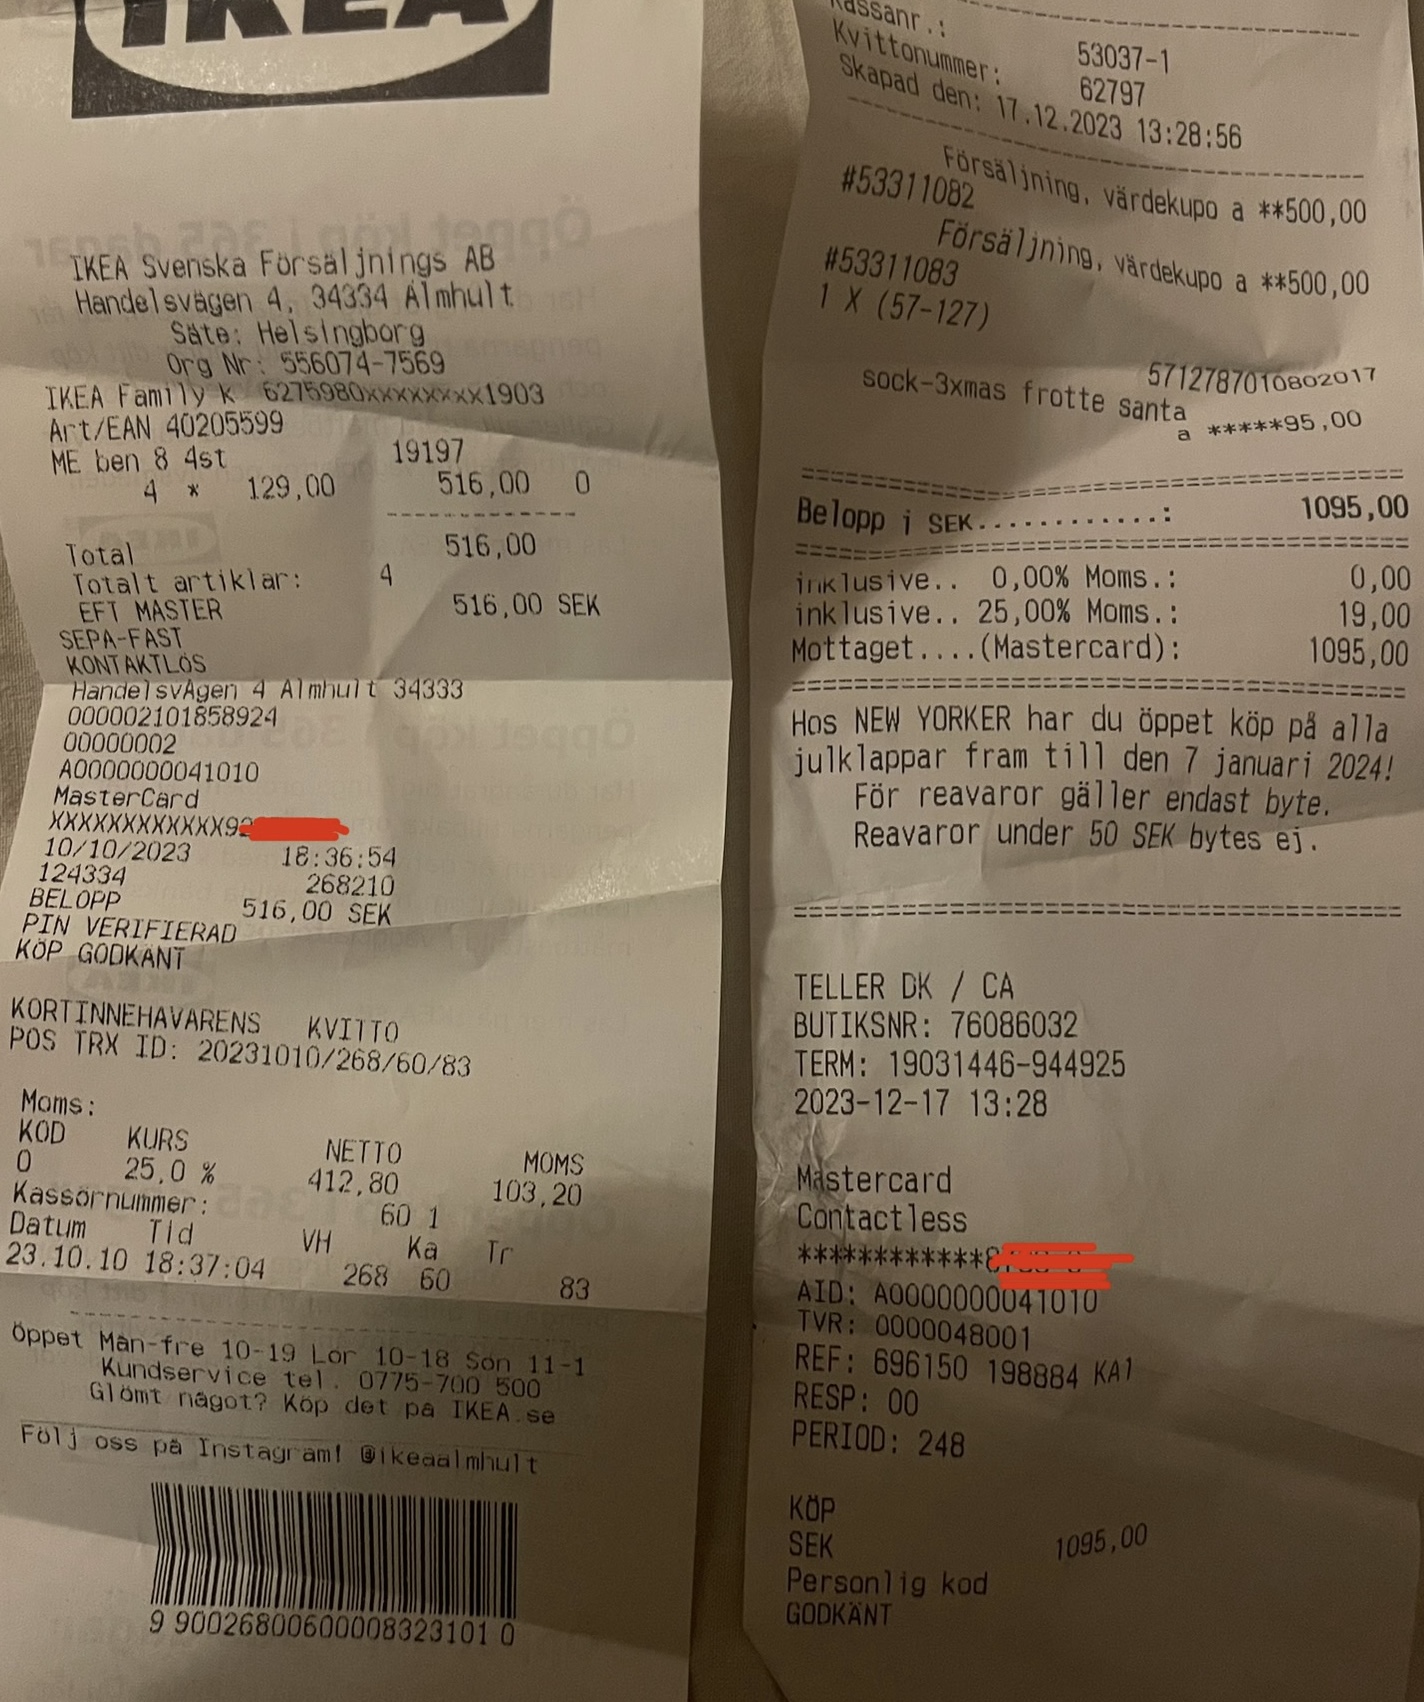 IKEA
IKEA Svenska Försäljnings AB
Handelsvägen 4, 34334 Älmhult
Säte: Helsingborg
Org Nr: 556074-7569
IKEA Family k 6275980xxxxxxxx1903
Art/EAN 40205599
ME ben 8 4st 19197
4 * 129,00 516,00 0
Total 516,00
Totalt artiklar: 4
EFT MASTER 516,00 SEK
SEPA-FAST
KONTAKTLÖS
HandelsvÄgen 4 Älmhult 34333
000002101858924
00000002
A0000000041010
MasterCard
XXXXXXXXXXXX92
10/10/2023 18:36:54
124334 268210
BELOPP 516,00 SEK
PIN VERIFIERAD
KÖP GODKÄNT
KORTINNEHAVARENS KVITTO
POS TRX ID: 20231010/268/60/83
Moms:
KOD KURS NETTO MOMS
0 25,0 % 412,80 103,20
Kassörnummer: 60 1
Datum Tid VH Ka Tr
23.10.10 18:37:04 268 60 83
Öppet Mån-fre 10-19 Lör 10-18 Sön 11-1
Kundservice tel. 0775-700 500
Glömt något? Köp det på IKEA.se
Följ oss på Instagram! @ikeaalmhult
9 90026800600008323101 0
Kassanr.: 53037-1
Kvittonummer: 62797
Skapad den: 17.12.2023 13:28:56
Försäljning, värdekupo a **500,00
#53311082
Försäljning, värdekupo a **500,00
#53311083
1 X (57-127)
5712787010802017
sock-3xmas frotte santa
a *****95,00
Belopp i SEK.............: 1095,00
inklusive.. 0,00% Moms.: 0,00
inklusive.. 25,00% Moms.: 19,00
Mottaget....(Mastercard): 1095,00
Hos NEW YORKER har du öppet köp på alla
julklappar fram till den 7 januari 2024!
För reavaror gäller endast byte.
Reavaror under 50 SEK bytes ej.
TELLER DK / CA
BUTIKSNR: 76086032
TERM: 19031446-944925
2023-12-17 13:28
Mastercard
Contactless
************8
AID: A0000000041010
TVR: 0000048001
REF: 696150 198884 KA1
RESP: 00
PERIOD: 248
KÖP
SEK 1095,00
Personlig kod
GODKÄNT